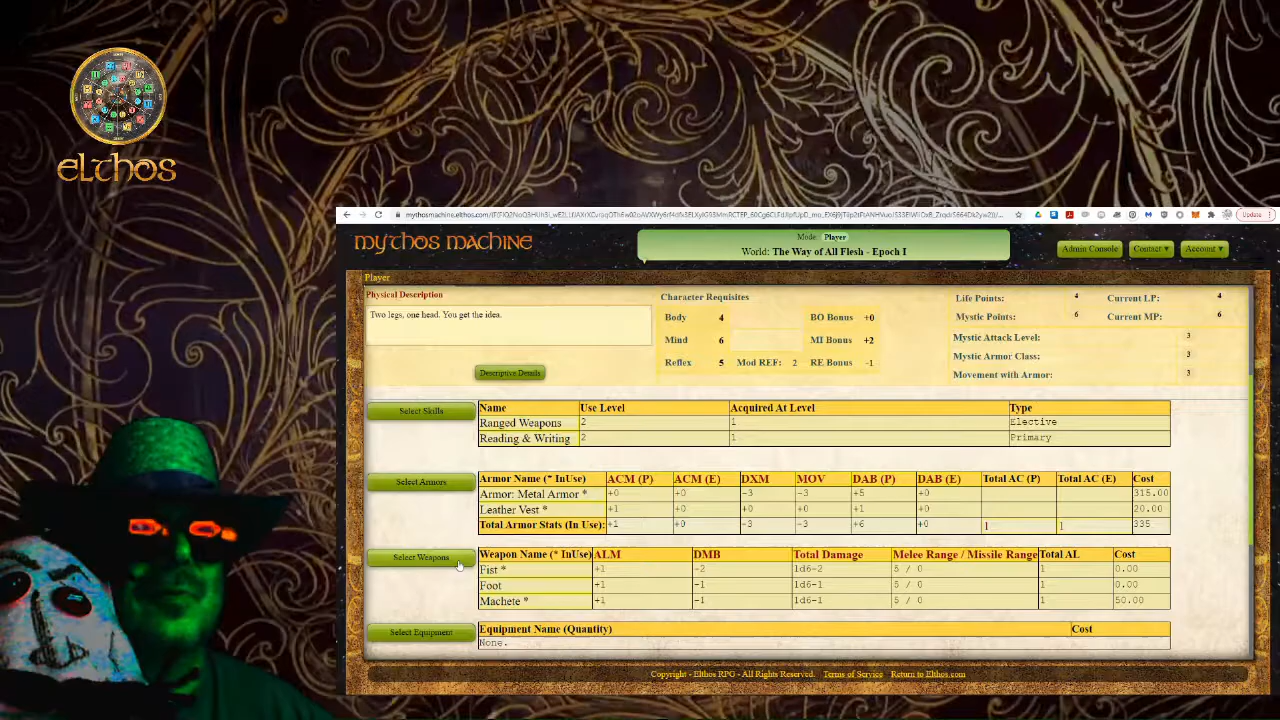 ELTHOS
Update
MYTHOS MACHINE
Mode: Player
World: The Way of All Flesh - Epoch I
Admin Console
Contact
Account
Player
Physical Description
Two legs, one head. You get the idea.
Descriptive Details
Character Requisites
Body 4 BO Bonus +0
Mind 6 MI Bonus +2
Reflex 5 Mod REF: 2 RE Bonus -1
Life Points: 4 Current LP: 4
Mystic Points: 6 Current MP: 6
Mystic Attack Level: 3
Mystic Armor Class: 3
Movement with Armor: 3
Select Skills
Name Use Level Acquired At Level Type
Ranged Weapons 2 1 Elective
Reading & Writing 2 1 Primary
Select Armors
Armor Name (* InUse) ACM (P) ACM (E) DXM MOV DAB (P) DAB (E) Total AC (P) Total AC (E) Cost
Armor: Metal Armor * +0 +0 -3 -3 +5 +0 315.00
Leather Vest * +1 +0 +0 +0 +1 +0 20.00
Total Armor Stats (In Use): +1 +0 -3 -3 +6 +0 1 1 335
Select Weapons
Weapon Name (* InUse) ALM DMB Total Damage Melee Range / Missile Range Total AL Cost
Fist * +1 -2 1d6-2 5 / 0 1 0.00
Foot +1 -1 1d6-1 5 / 0 1 0.00
Machete * +1 -1 1d6-1 5 / 0 1 50.00
Select Equipment
Equipment Name (Quantity) Cost
None.
Copyright - Elthos RPG - All Rights Reserved. Terms of Service Return to Elthos.com